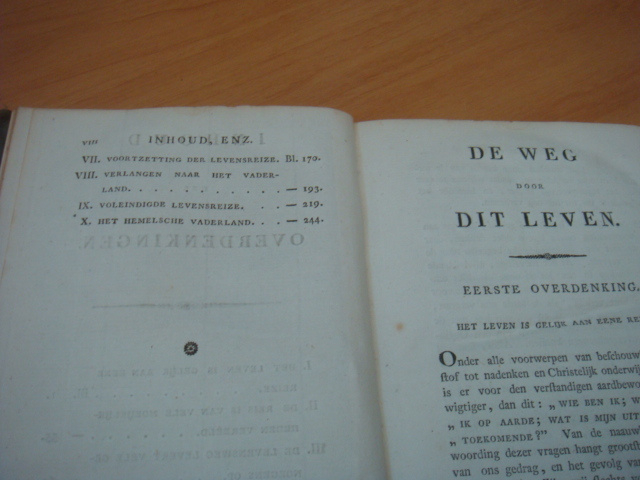 VIII INHOUD, ENZ.
VII. VOORTZETTING DER LEVENSREIZE. Bl. 170.
VIII. VERLANGEN NAAR HET VADER-
LAND. . . . . . . . . . . . — 193.
IX. VOLEINDIGDE LEVENSREIZE. . . . — 219.
X. HET HEMELSCHE VADERLAND. . . . — 244.
DE WEG
DOOR
DIT LEVEN.
EERSTE OVERDENKING.
HET LEVEN IS GELIJK AAN EENE RE
Onder alle voorwerpen van beschouw
stof tot nadenken en Christelijk onderwij
is er voor den verstandigen aardbewo
wigtiger, dan dit: „ WIE BEN IK; W
„ IK OP AARDE; WAT IS MIJN UIT
„ TOEKOMENDE?" Van de naauw
woording dezer vragen hangt grootst
van ons gedrag, en het gevolg van